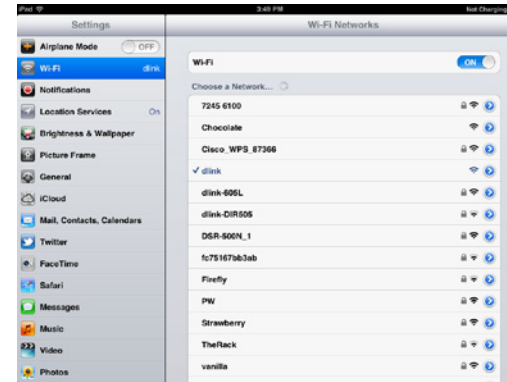 iPad
3:49 PM
Not Charging
Settings
Wi-Fi Networks
Airplane Mode
OFF
Wi-Fi
dlink
Notifications
Location Services
On
Brightness & Wallpaper
Picture Frame
General
iCloud
Mail, Contacts, Calendars
Twitter
FaceTime
Safari
Messages
Music
Video
Photos
Wi-Fi
ON
Choose a Network...
7245 6100
Chocolate
Cisco_WPS_87366
dlink
dlink-605L
dlink-DIR505
DSR-500N_1
fc75167bb3ab
Firefly
PW
Strawberry
TheRack
vanilla